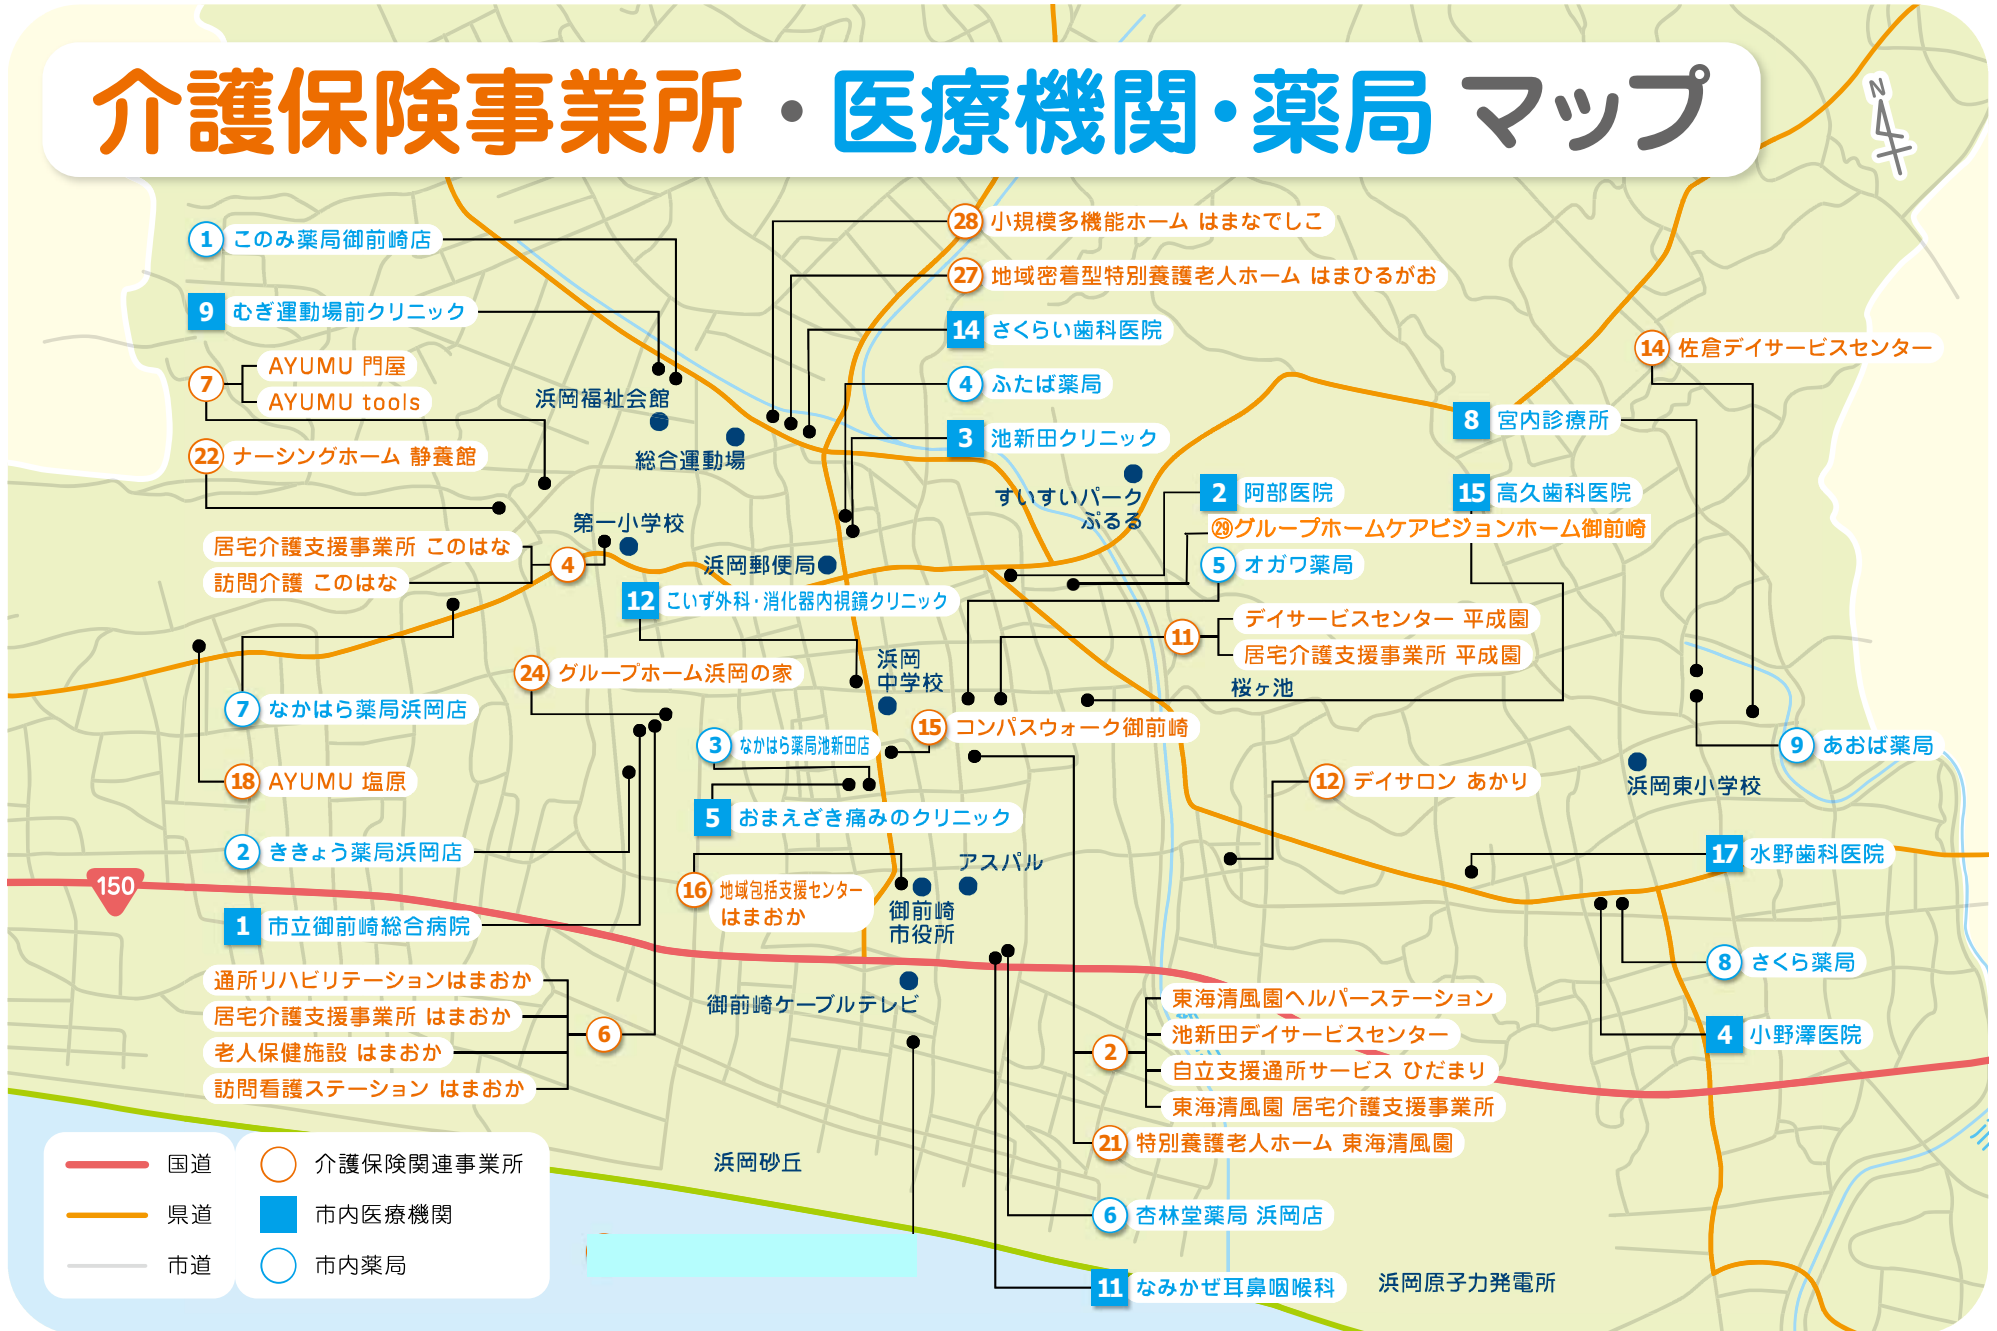 介護保険事業所・医療機関・薬局 マップ
N
1 このみ薬局御前崎店
9 むぎ運動場前クリニック
7
AYUMU 門屋
AYUMU tools
22 ナーシングホーム 静養館
居宅介護支援事業所 このはな
訪問介護 このはな
4
28 小規模多機能ホーム はまなでしこ
27 地域密着型特別養護老人ホーム はまひるがお
14 さくらい歯科医院
4 ふたば薬局
3 池新田クリニック
14 佐倉デイサービスセンター
8 宮内診療所
2 阿部医院
15 高久歯科医院
㉙グループホームケアビジョンホーム御前崎
5 オガワ薬局
浜岡福祉会館
総合運動場
すいすいパーク
ぷるる
第一小学校
浜岡郵便局
12 こいず外科・消化器内視鏡クリニック
11
デイサービスセンター 平成園
居宅介護支援事業所 平成園
桜ヶ池
浜岡
中学校
24 グループホーム浜岡の家
7 なかはら薬局浜岡店
18 AYUMU 塩原
2 ききょう薬局浜岡店
3 なかはら薬局池新田店
15 コンパスウォーク御前崎
5 おまえざき痛みのクリニック
12 デイサロン あかり
9 あおば薬局
浜岡東小学校
17 水野歯科医院
150
1 市立御前崎総合病院
16 地域包括支援センター
はまおか
アスパル
御前崎
市役所
御前崎ケーブルテレビ
8 さくら薬局
4 小野澤医院
通所リハビリテーションはまおか
居宅介護支援事業所 はまおか
老人保健施設 はまおか
訪問看護ステーション はまおか
6
2
東海清風園ヘルパーステーション
池新田デイサービスセンター
自立支援通所サービス ひだまり
東海清風園 居宅介護支援事業所
21 特別養護老人ホーム 東海清風園
6 杏林堂薬局 浜岡店
11 なみかぜ耳鼻咽喉科
浜岡砂丘
浜岡原子力発電所
国道
県道
市道
介護保険関連事業所
市内医療機関
市内薬局